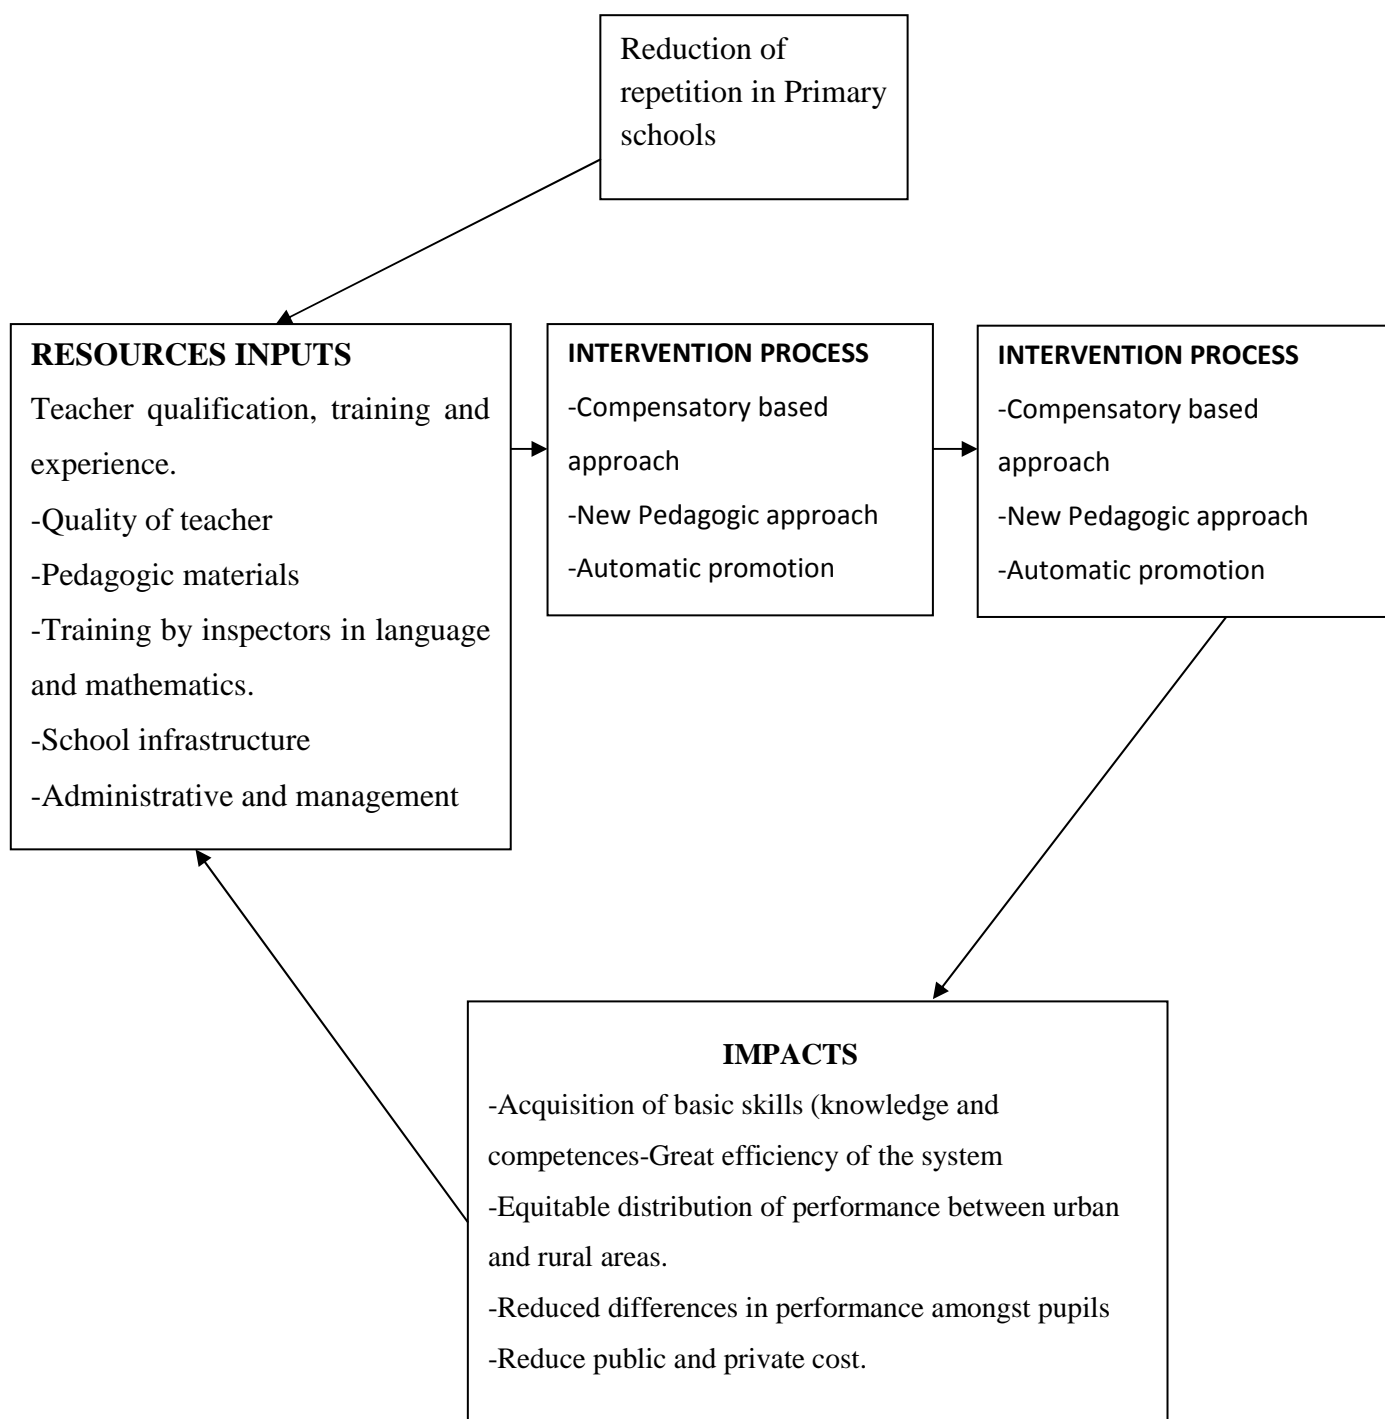 Reduction of
repetition in Primary
schools
RESOURCES INPUTS
Teacher qualification, training and
experience.
-Quality of teacher
-Pedagogic materials
-Training by inspectors in language
and mathematics.
-School infrastructure
-Administrative and management
INTERVENTION PROCESS
-Compensatory based
approach
-New Pedagogic approach
-Automatic promotion
INTERVENTION PROCESS
-Compensatory based
approach
-New Pedagogic approach
-Automatic promotion
IMPACTS
-Acquisition of basic skills (knowledge and
competences-Great efficiency of the system
-Equitable distribution of performance between urban
and rural areas.
-Reduced differences in performance amongst pupils
-Reduce public and private cost.